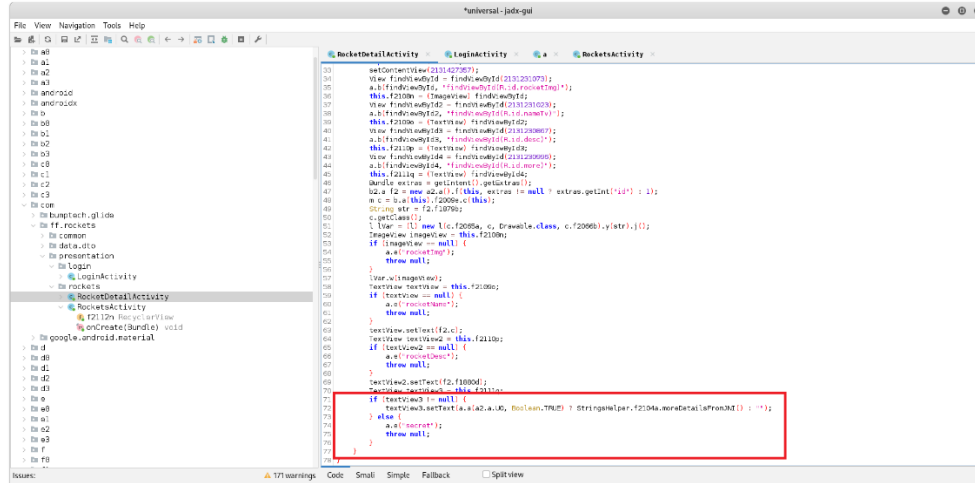 *universal - jadx-gui
File View Navigation Tools Help
a0
a1
a2
a3
android
androidx
b
b0
b1
b2
b3
c0
c1
c2
c3
com
bumptech.glide
ff.rockets
common
data.dto
presentation
login
LoginActivity
rockets
RocketDetailActivity
RocketsActivity
f2112n RecyclerView
onCreate(Bundle) void
google.android.material
d
d0
d1
d2
d3
e
e0
e1
e2
e3
f
f0
RocketDetailActivity × LoginActivity × a × RocketsActivity ×
33 setContentView(2131427357);
34 View findViewById = findViewById(2131231073);
35 a.b(findViewById, "findViewById(R.id.rocketImg)");
36 this.f2108n = (ImageView) findViewById;
37 View findViewById2 = findViewById(2131231023);
38 a.b(findViewById2, "findViewById(R.id.nameTv)");
39 this.f2109o = (TextView) findViewById2;
40 View findViewById3 = findViewById(2131230867);
41 a.b(findViewById3, "findViewById(R.id.desc)");
42 this.f2110p = (TextView) findViewById3;
43 View findViewById4 = findViewById(2131230998);
44 a.b(findViewById4, "findViewById(R.id.more)");
45 this.f2111q = (TextView) findViewById4;
46 Bundle extras = getIntent().getExtras();
47 b2.a f2 = new a2.a().f(this, extras != null ? extras.getInt("id") : 1);
48 m c = b.a(this).f2009e.c(this);
49 String str = f2.f1879b;
50 c.getClass();
51 l lVar = (l) new l(c.f2065a, c, Drawable.class, c.f2066b).y(str).j();
52 ImageView imageView = this.f2108n;
53 if (imageView == null) {
54 a.e("rocketImg");
55 throw null;
56 }
57 lVar.w(imageView);
58 TextView textView = this.f2109o;
59 if (textView == null) {
60 a.e("rocketName");
61 throw null;
62 }
63 textView.setText(f2.c);
64 TextView textView2 = this.f2110p;
65 if (textView2 == null) {
66 a.e("rocketDesc");
67 throw null;
68 }
69 textView2.setText(f2.f1880d);
70 TextView textView3 = this.f2111q;
71 if (textView3 != null) {
72 textView3.setText(a.a(a2.a.U0, Boolean.TRUE) ? StringsHelper.f2104a.moreDetailsFromJNI() : "");
73 } else {
74 a.e("secret");
75 throw null;
76 }
77 }
78 }
Issues: 171 warnings Code Smali Simple Fallback Split view